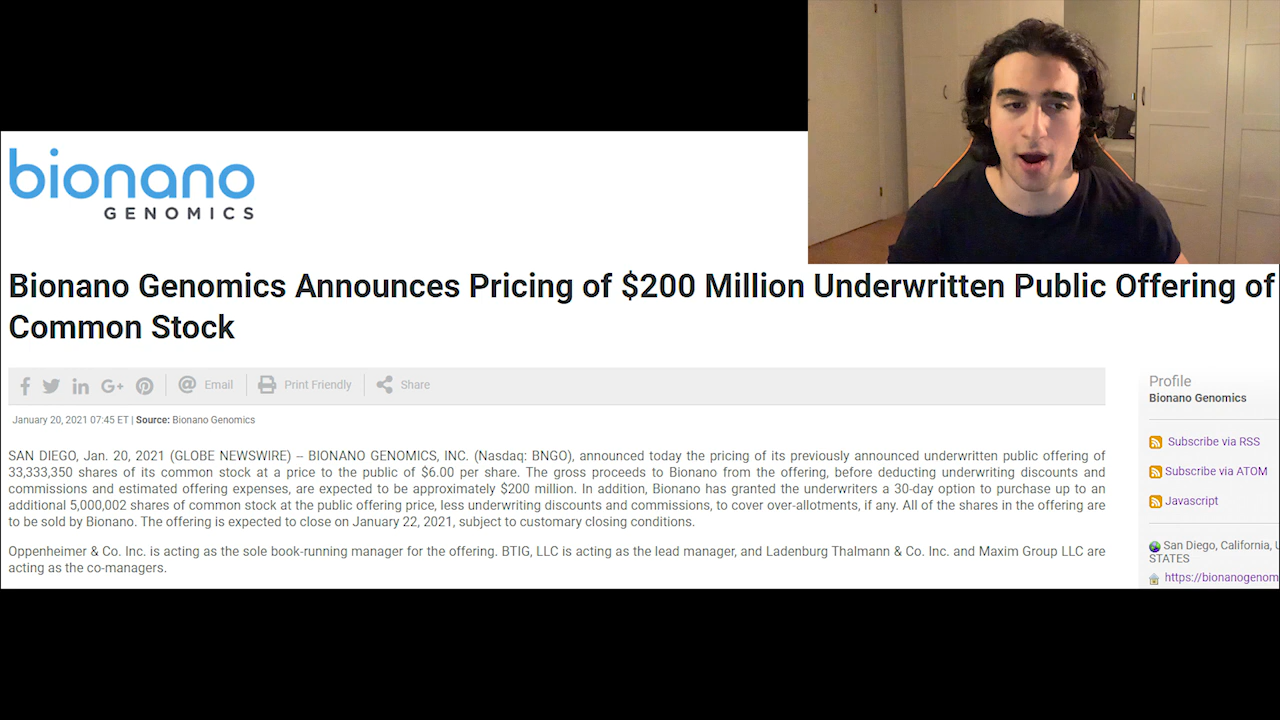 bionano
GENOMICS
Bionano Genomics Announces Pricing of $200 Million Underwritten Public Offering of
Common Stock
Email
Print Friendly
Share
January 20, 2021 07:45 ET | Source: Bionano Genomics
SAN DIEGO, Jan. 20, 2021 (GLOBE NEWSWIRE) -- BIONANO GENOMICS, INC. (Nasdaq: BNGO), announced today the pricing of its previously announced underwritten public offering of
33,333,350 shares of its common stock at a price to the public of $6.00 per share. The gross proceeds to Bionano from the offering, before deducting underwriting discounts and
commissions and estimated offering expenses, are expected to be approximately $200 million. In addition, Bionano has granted the underwriters a 30-day option to purchase up to an
additional 5,000,002 shares of common stock at the public offering price, less underwriting discounts and commissions, to cover over-allotments, if any. All of the shares in the offering are
to be sold by Bionano. The offering is expected to close on January 22, 2021, subject to customary closing conditions.
Oppenheimer & Co. Inc. is acting as the sole book-running manager for the offering. BTIG, LLC is acting as the lead manager, and Ladenburg Thalmann & Co. Inc. and Maxim Group LLC are
acting as the co-managers.
Profile
Bionano Genomics
Subscribe via RSS
Subscribe via ATOM
Javascript
San Diego, California, U
STATES
https://bionanogenom